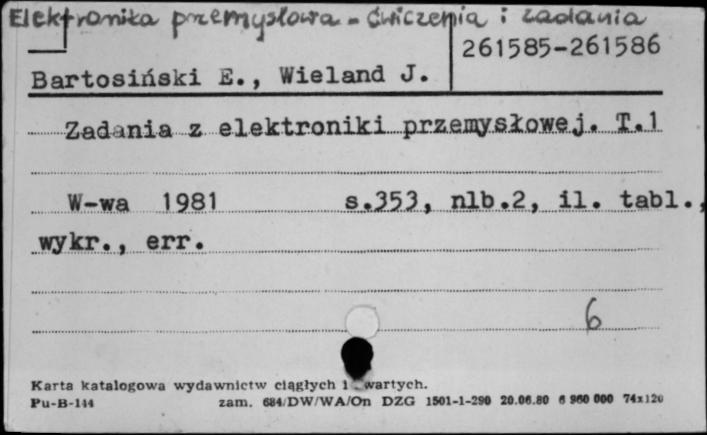 Elektronika przemysłowa - ćwiczenia i zadania
261585-261586
Bartosiński E., Wieland J.
Zadania z elektroniki przemysłowej. T.1
W-wa 1981 s.353, nlb.2, il. tabl.,
wykr., err.
6
Karta katalogowa wydawnictw ciągłych i zwartych.
Pu-B-144 zam. 684/DW/WA/On DZG 1501-1-290 20.06.80 6 960 000 74x120